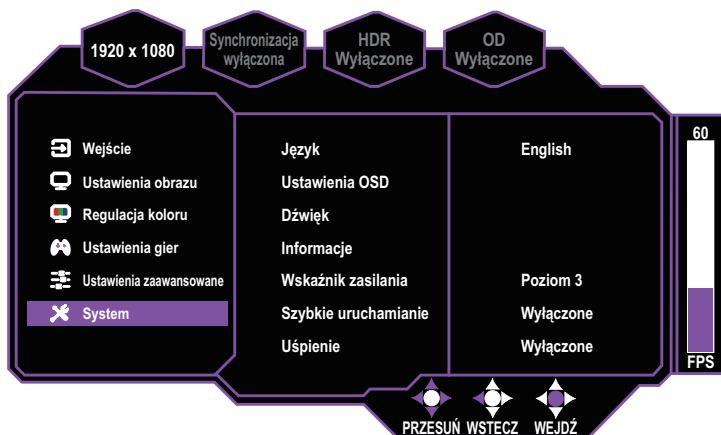 1920 x 1080
Synchronizacja
wyłączona
HDR
Wyłączone
OD
Wyłączone
Wejście
Ustawienia obrazu
Regulacja koloru
Ustawienia gier
Ustawienia zaawansowane
System
Język English
Ustawienia OSD
Dźwięk
Informacje
Wskaźnik zasilania Poziom 3
Szybkie uruchamianie Wyłączone
Uśpienie Wyłączone
60
FPS
PRZESUŃ WSTECZ WEJDŹ